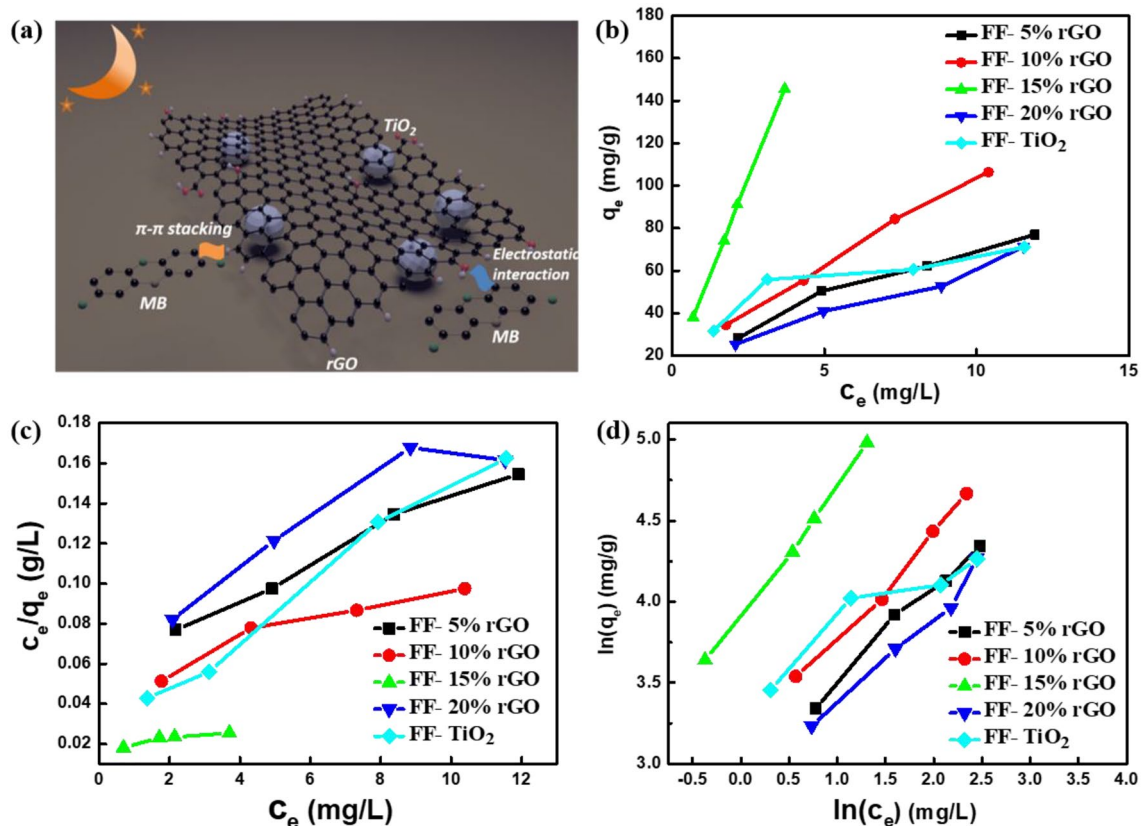 (a)
TiO2
π-π stacking
MB
Electrostatic
interaction
MB
rGO
(b)
FF- 5% rGO
FF- 10% rGO
FF- 15% rGO
FF- 20% rGO
FF- TiO2
180
160
140
120
100
80
60
40
20
qe (mg/g)
0
5
10
15
Ce (mg/L)
(c)
0.18
0.16
0.14
0.12
0.10
0.08
0.06
0.04
0.02
ce/qe (g/L)
FF- 5% rGO
FF- 10% rGO
FF- 15% rGO
FF- 20% rGO
FF- TiO2
0
2
4
6
8
10
12
Ce (mg/L)
(d)
5.0
4.5
4.0
3.5
3.0
ln(qe) (mg/g)
FF- 5% rGO
FF- 10% rGO
FF- 15% rGO
FF- 20% rGO
FF- TiO2
-0.5
0.0
0.5
1.0
1.5
2.0
2.5
3.0
3.5
4.0
ln(ce) (mg/L)